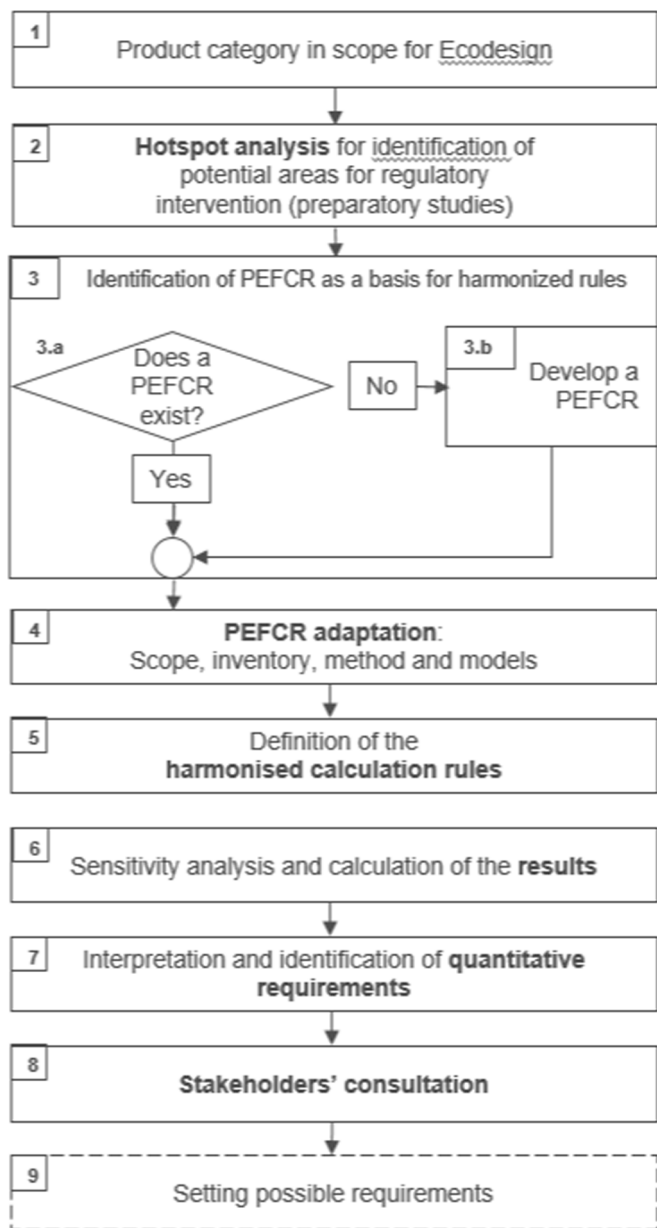 1
Product category in scope for Ecodesign
2
Hotspot analysis for identification of
potential areas for regulatory
intervention (preparatory studies)
3
Identification of PEFCR as a basis for harmonized rules
3.a
Does a
PEFCR
exist?
No
3.b
Develop a
PEFCR
Yes
4
PEFCR adaptation:
Scope, inventory, method and models
5
Definition of the
harmonised calculation rules
6
Sensitivity analysis and calculation of the results
7
Interpretation and identification of quantitative
requirements
8
Stakeholders’ consultation
9
Setting possible requirements